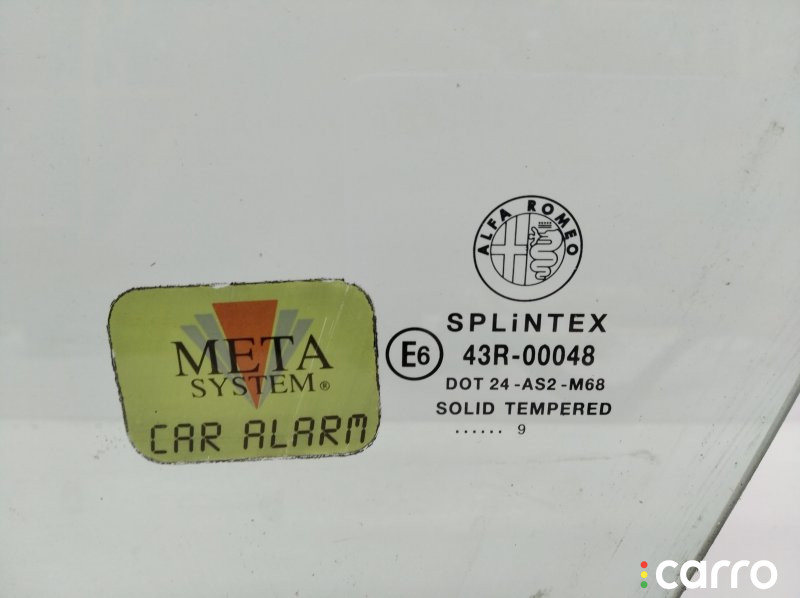 ALFA ROMEO
SPLiNTEX
E6 43R-00048
DOT 24-AS2-M68
SOLID TEMPERED
...... 9
META
SYSTEM®
CAR ALARM
carro